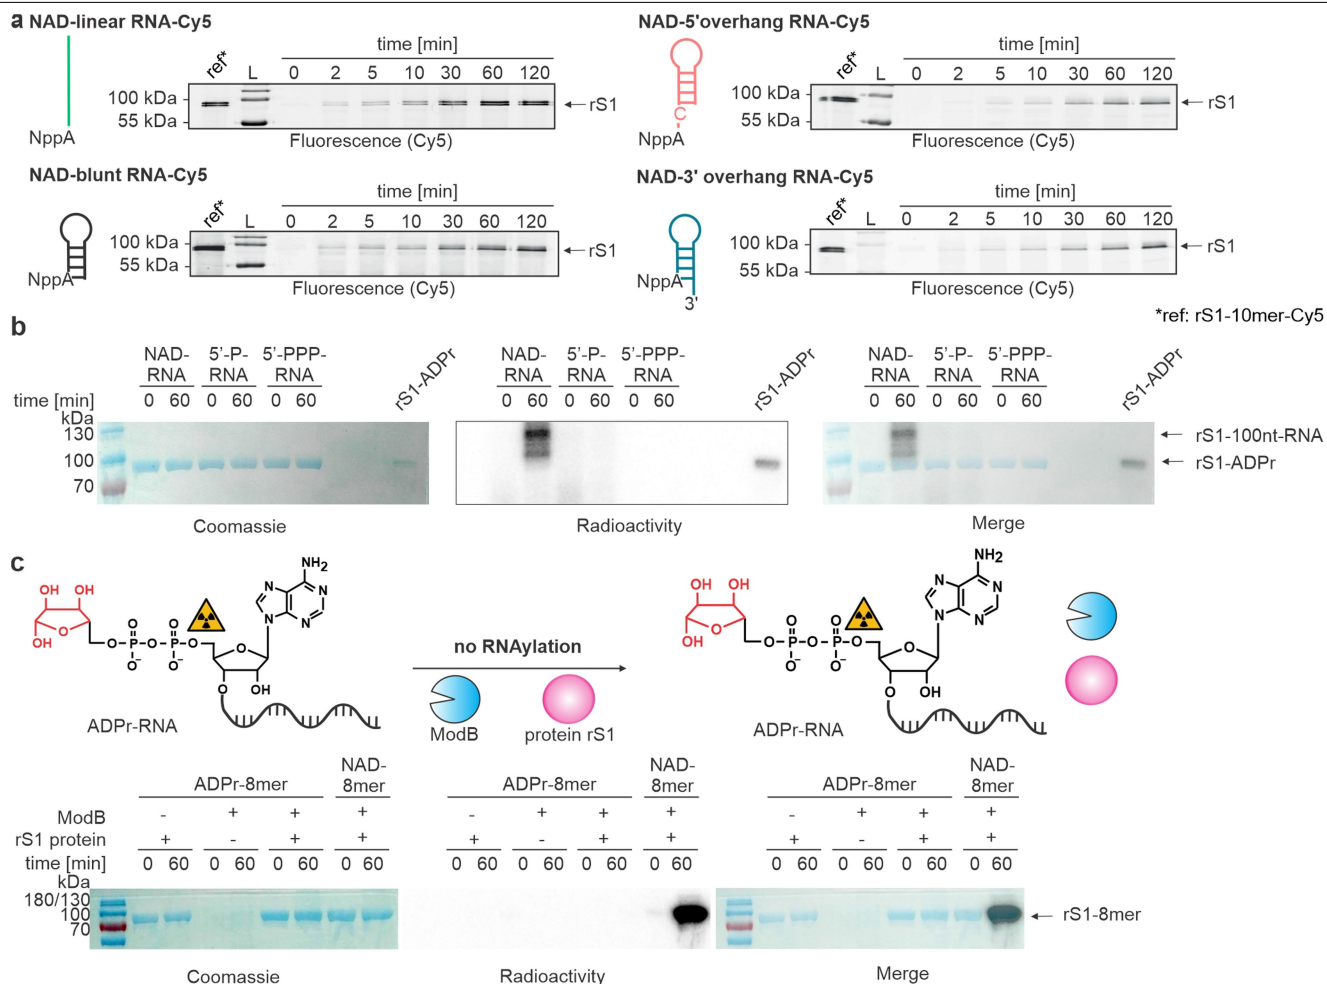 a NAD-linear RNA-Cy5
time [min]
ref* L 0 2 5 10 30 60 120
100 kDa
55 kDa
rS1
NppA
Fluorescence (Cy5)
NAD-5'overhang RNA-Cy5
time [min]
ref* L 0 2 5 10 30 60 120
100 kDa
55 kDa
rS1
C
NppA
Fluorescence (Cy5)
NAD-blunt RNA-Cy5
time [min]
ref* L 0 2 5 10 30 60 120
100 kDa
55 kDa
rS1
NppA
Fluorescence (Cy5)
NAD-3' overhang RNA-Cy5
time [min]
ref* L 0 2 5 10 30 60 120
100 kDa
55 kDa
rS1
NppA
3'
Fluorescence (Cy5)
*ref: rS1-10mer-Cy5
b
NAD-RNA 5'-P-RNA 5'-PPP-RNA rS1-ADPr
time [min] 0 60 0 60 0 60
kDa
130
100
70
Coomassie
NAD-RNA 5'-P-RNA 5'-PPP-RNA rS1-ADPr
0 60 0 60 0 60
Radioactivity
NAD-RNA 5'-P-RNA 5'-PPP-RNA rS1-ADPr
0 60 0 60 0 60
rS1-100nt-RNA
rS1-ADPr
Merge
c
OH OH
OH
O
O P O P O
O O
O⁻ O⁻
O
N N N N
NH2
O OH
ADPr-RNA
no RNAylation
ModB protein rS1
OH OH
OH
O
O P O P O
O O
O⁻ O⁻
O
N N N N
NH2
O OH
ADPr-RNA
ADPr-8mer NAD-8mer
ModB - + + +
rS1 protein + - + +
time [min] 0 60 0 60 0 60 0 60
kDa
180/130
100
70
Coomassie
ADPr-8mer NAD-8mer
- + + +
+ - + +
0 60 0 60 0 60 0 60
Radioactivity
ADPr-8mer NAD-8mer
- + + +
+ - + +
0 60 0 60 0 60 0 60
rS1-8mer
Merge